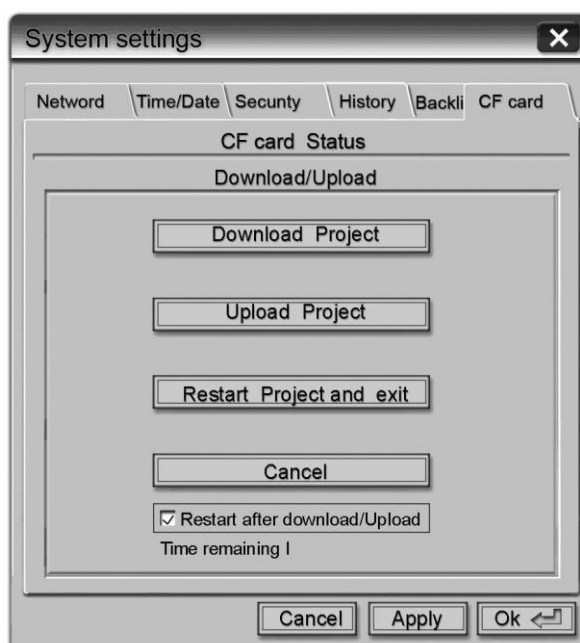 System settings
Netword Time/Date Secunty History Backli CF card
CF card Status
Download/Upload
Download Project
Upload Project
Restart Project and exit
Cancel
Restart after download/Upload
Time remaining I
Cancel Apply Ok